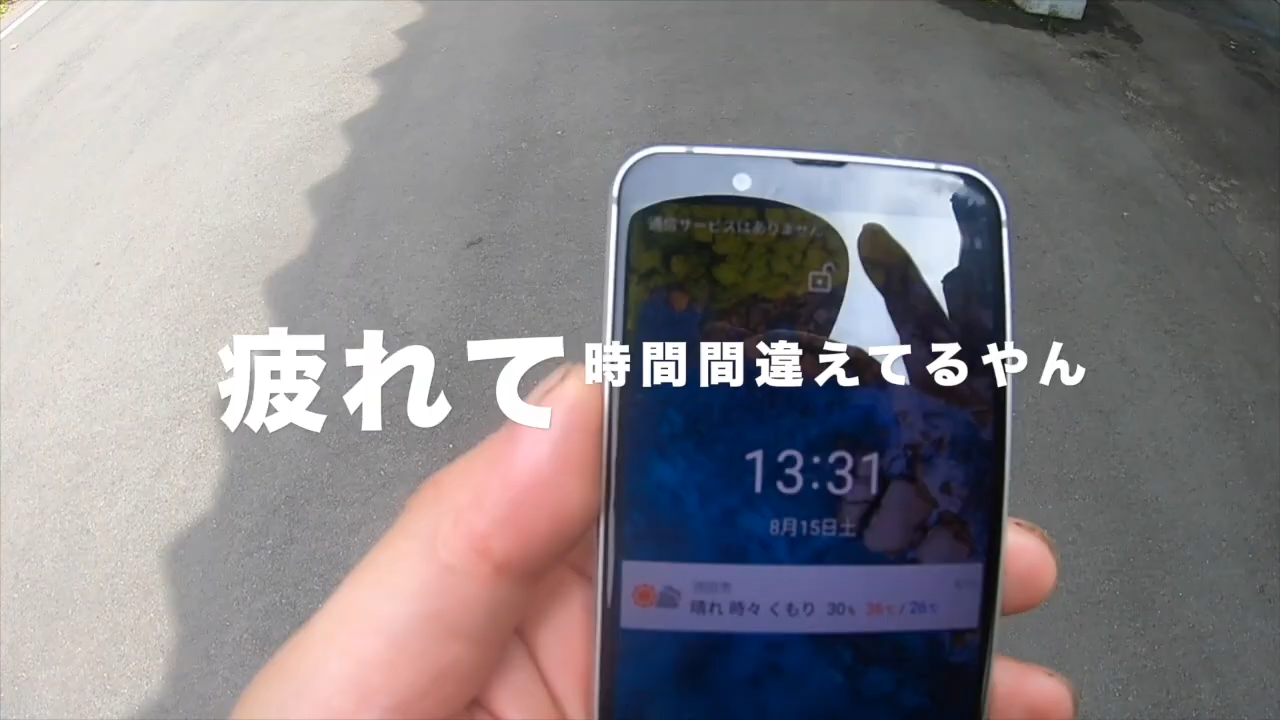 通信サービスはありません
疲れて時間間違えてるやん
13:31
8月15日土
晴れ 時々 くもり 30% 36℃/26℃